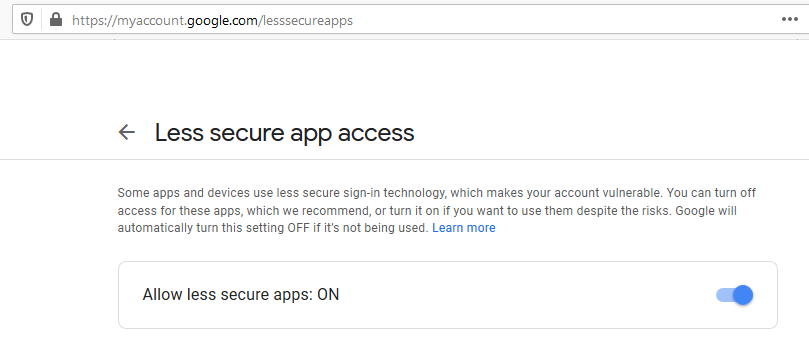 https://myaccount.google.com/lesssecureapps
Less secure app access
Some apps and devices use less secure sign-in technology, which makes your account vulnerable. You can turn off
access for these apps, which we recommend, or turn it on if you want to use them despite the risks. Google will
automatically turn this setting OFF if it's not being used. Learn more
Allow less secure apps: ON